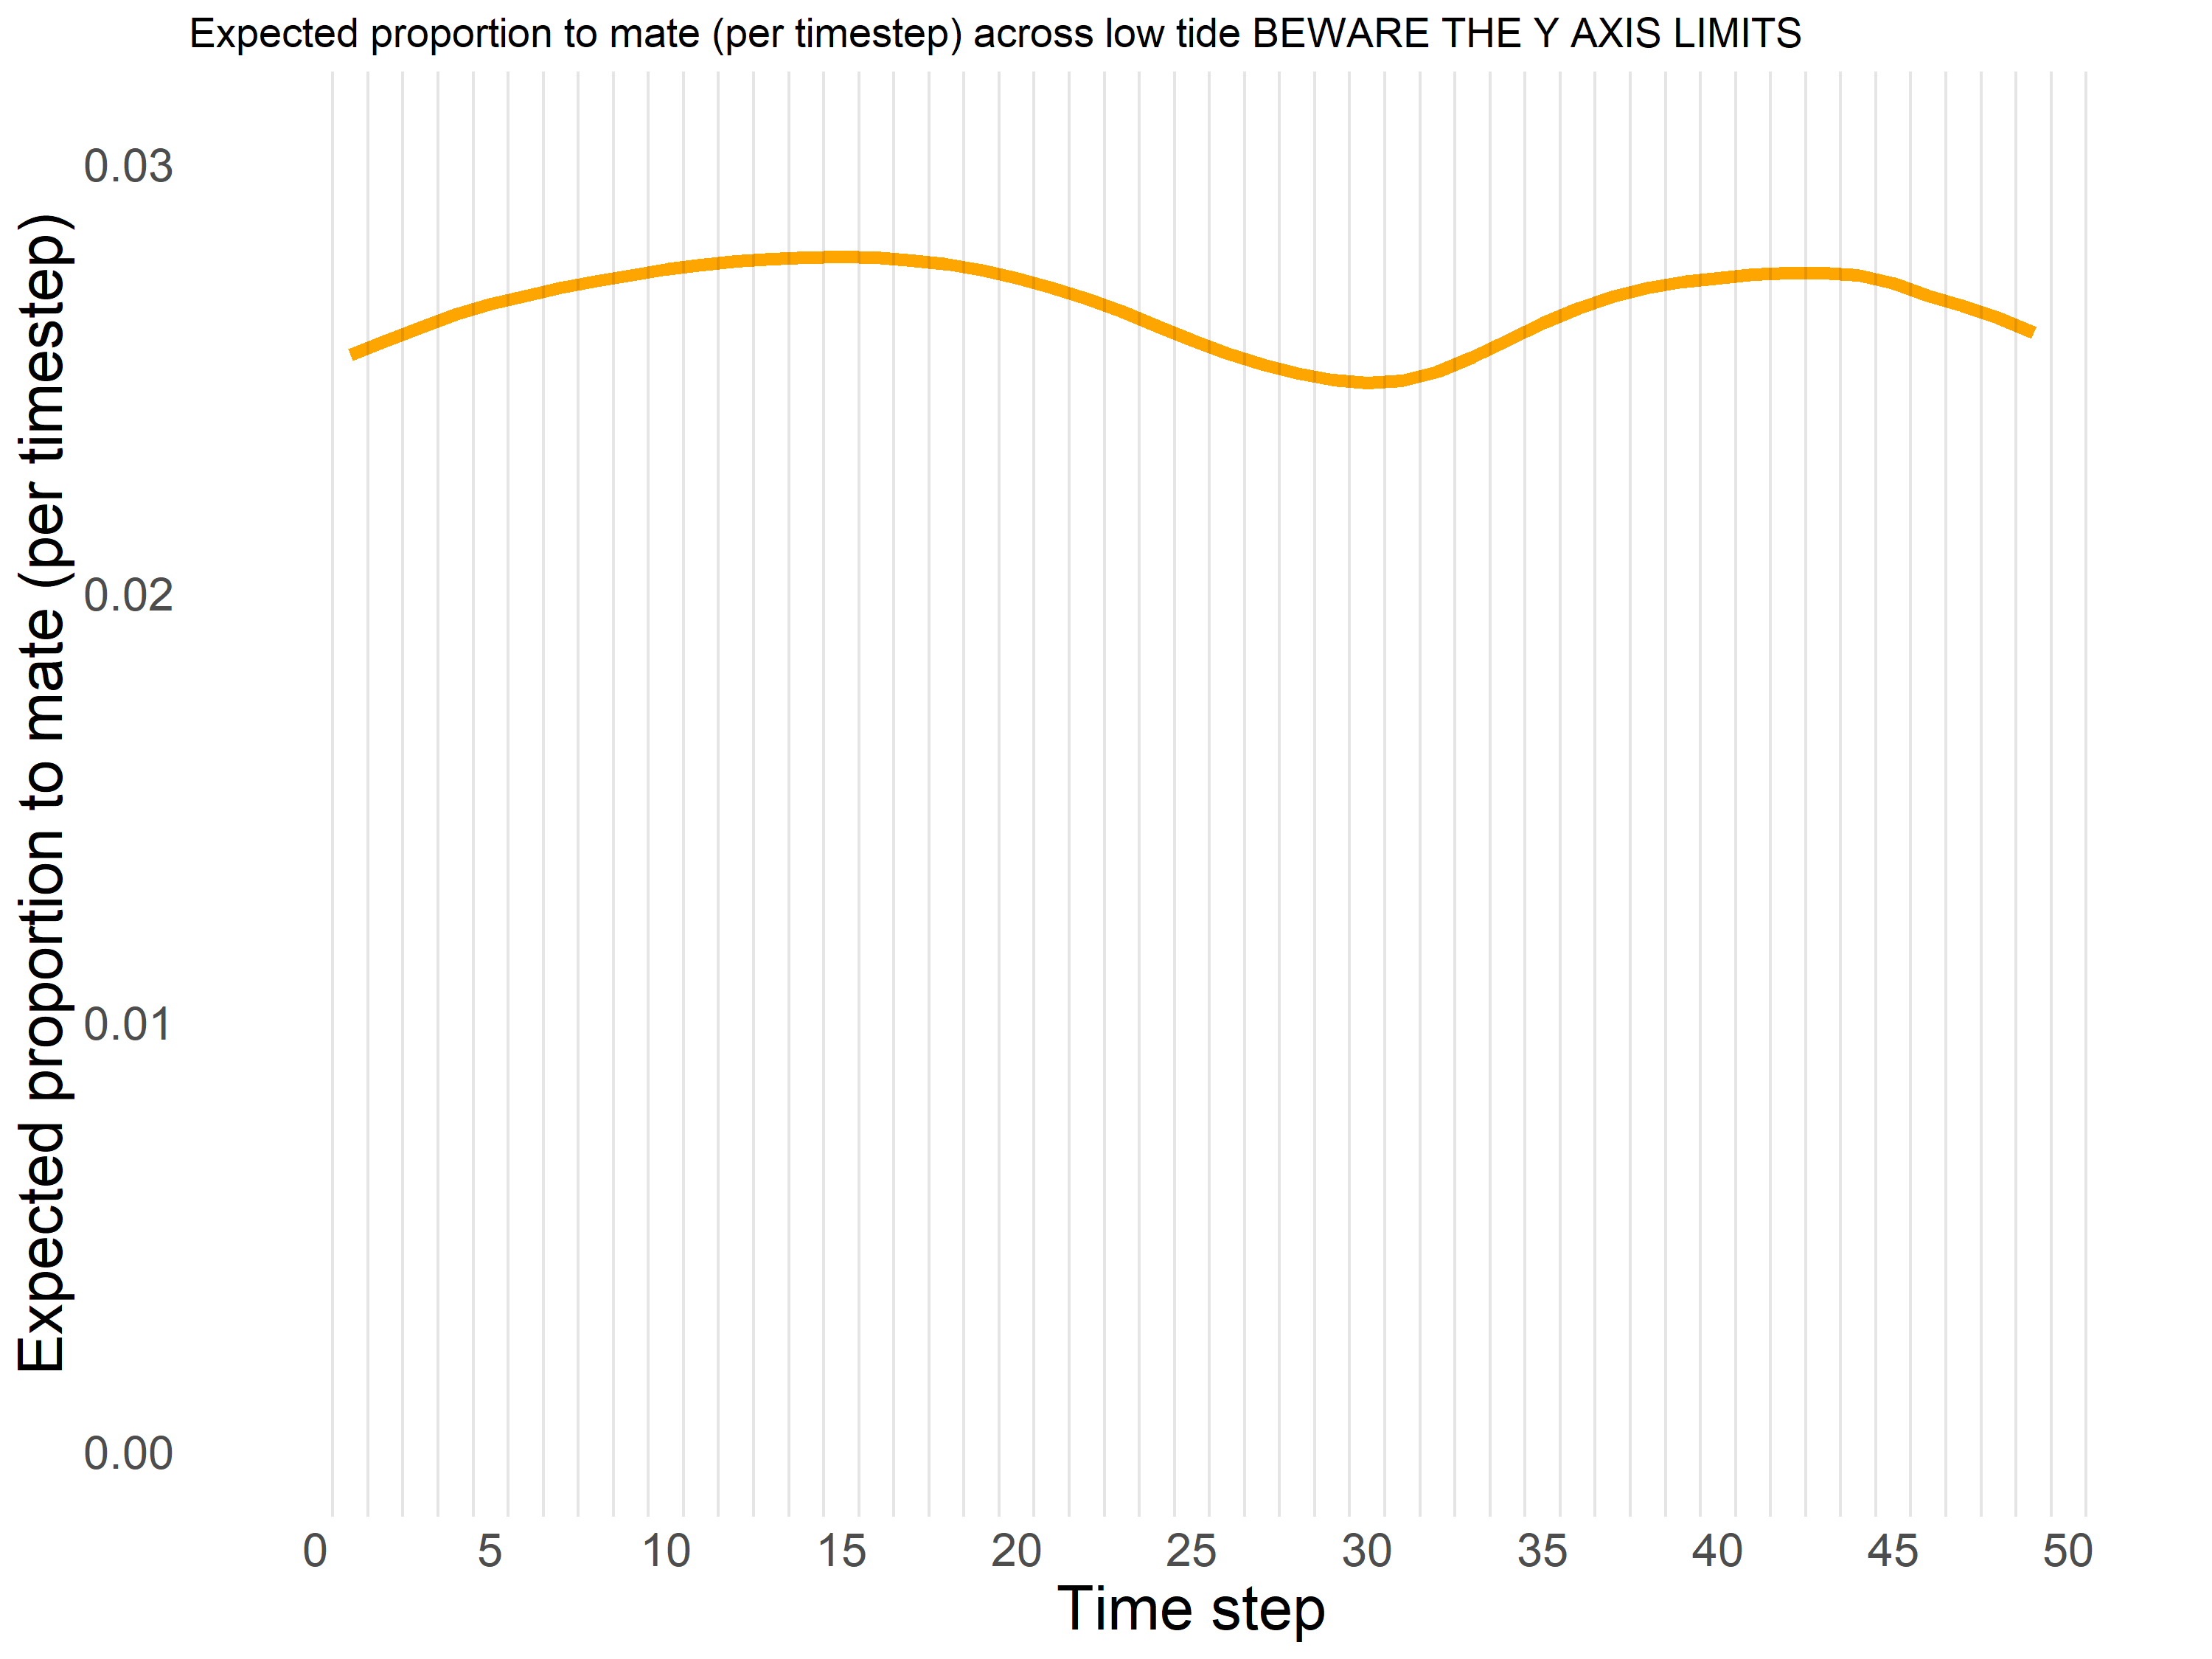 Expected proportion to mate (per timestep) across low tide BEWARE THE Y AXIS LIMITS
Expected proportion to mate (per timestep)
0.03
0.02
0.01
0.00
0 5 10 15 20 25 30 35 40 45 50
Time step